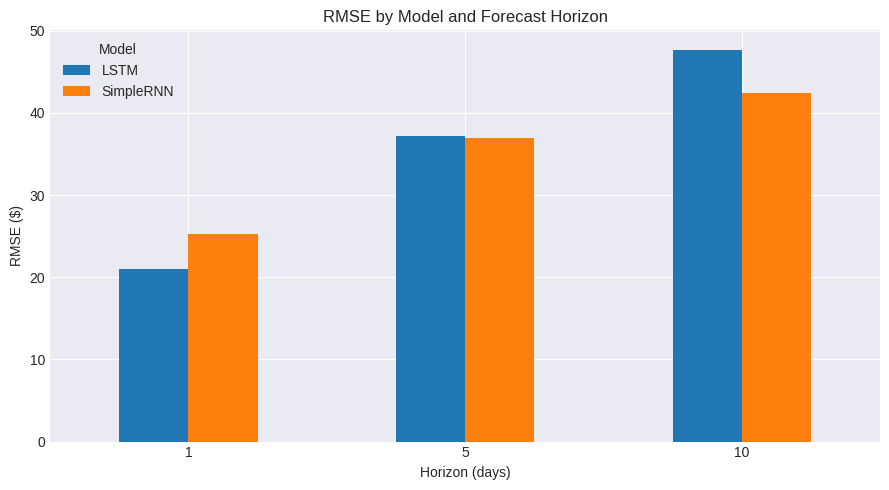 RMSE by Model and Forecast Horizon
Model
LSTM
SimpleRNN
50
40
30
20
10
0
RMSE ($)
1
5
10
Horizon (days)